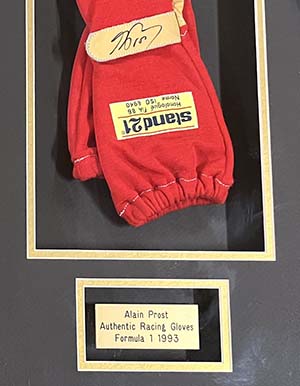 stand21
Homologué FIA 86
Norme ISO 6940
Alain Prost
Authentic Racing Gloves
Formula 1 1993